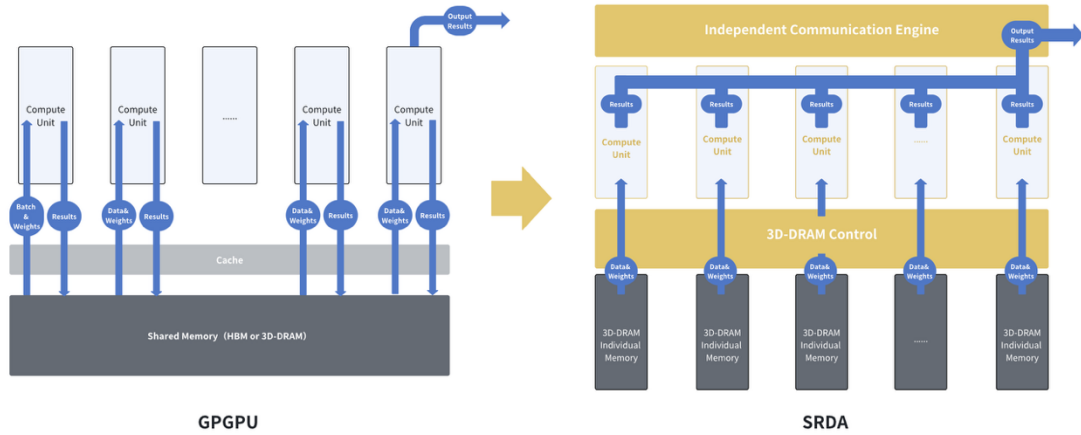 Output
Results
Compute
Unit
Compute
Unit
......
Compute
Unit
Compute
Unit
Batch
&
Weights
Results
Data&
Weights
Results
Data&
Weights
Results
Data&
Weights
Results
Cache
Shared Memory（HBM or 3D-DRAM）
GPGPU
Independent Communication Engine
Output
Results
Results
Results
Results
Results
Results
Compute
Unit
Compute
Unit
Compute
Unit
......
Compute
Unit
3D-DRAM Control
Data&
Weights
Data&
Weights
Data&
Weights
Data&
Weights
Data&
Weights
3D-DRAM
Individual
Memory
3D-DRAM
Individual
Memory
3D-DRAM
Individual
Memory
......
3D-DRAM
Individual
Memory
SRDA